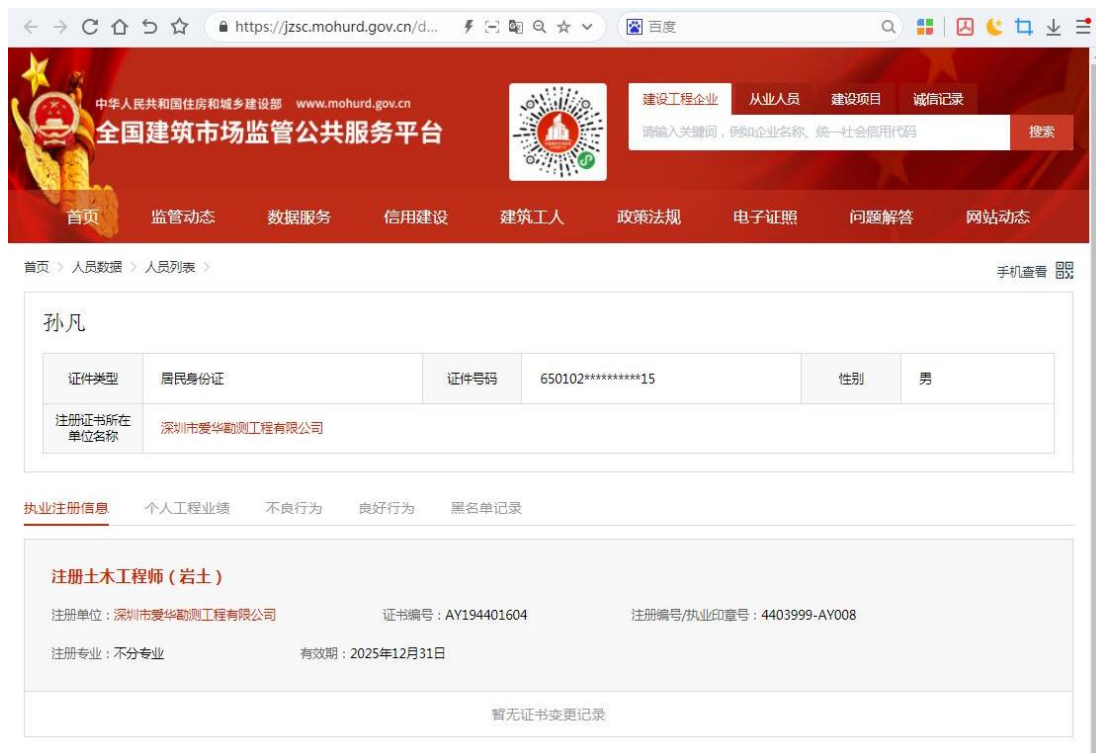 https://jzsc.mohurd.gov.cn/d...
百度
中华人民共和国住房和城乡建设部 www.mohurd.gov.cn
全国建筑市场监管公共服务平台
建设工程企业 从业人员 建设项目 诚信记录
请输入关键词，例如企业名称、统一社会信用代码
搜索
首页 监管动态 数据服务 信用建设 建筑工人 政策法规 电子证照 问题解答 网站动态
首页 > 人员数据 > 人员列表 >
手机查看
孙凡
证件类型 居民身份证 证件号码 650102**********15 性别 男
注册证书所在
单位名称
深圳市爱华勘测工程有限公司
执业注册信息 个人工程业绩 不良行为 良好行为 黑名单记录
注册土木工程师（岩土）
注册单位：深圳市爱华勘测工程有限公司 证书编号：AY194401604 注册编号/执业印章号：4403999-AY008
注册专业：不分专业 有效期：2025年12月31日
暂无证书变更记录